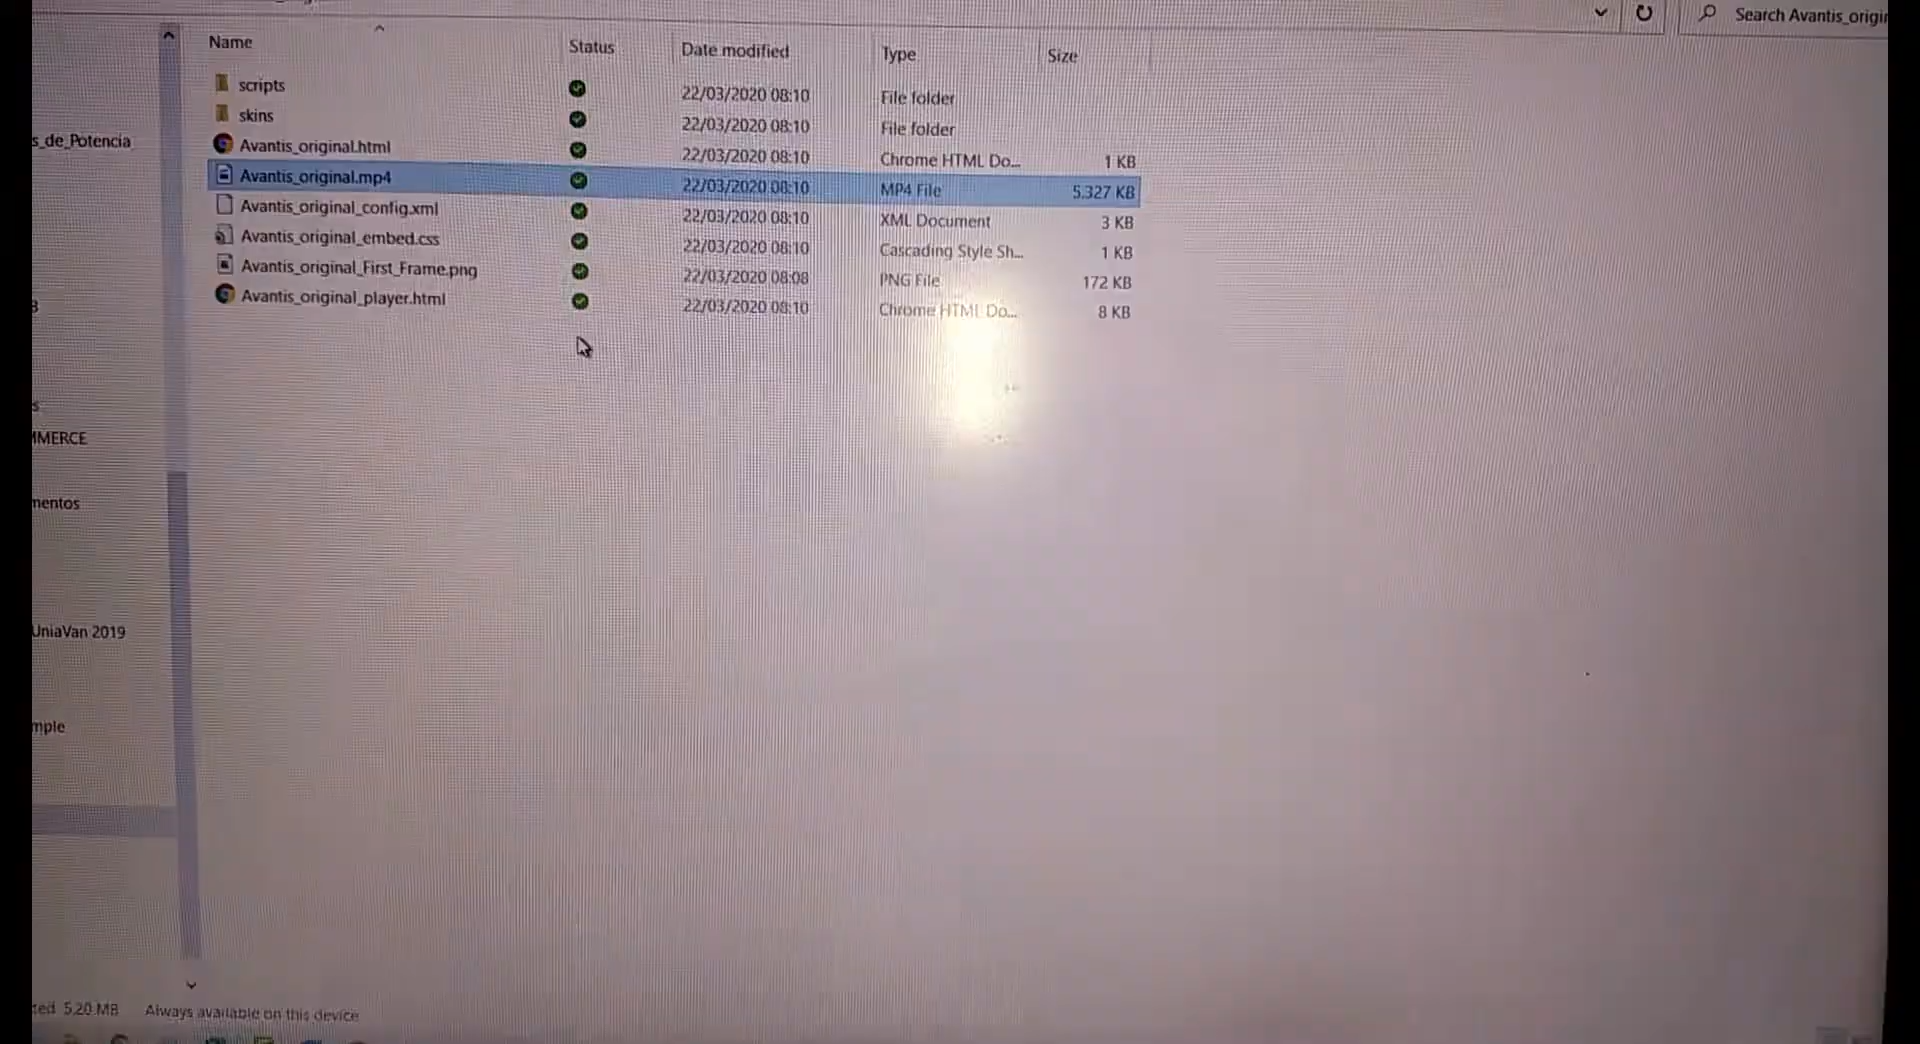 Search Avantis_origi
Name Status Date modified Type Size
scripts 22/03/2020 08:10 File folder
skins 22/03/2020 08:10 File folder
s_de_Potencia
Avantis_original.html 22/03/2020 08:10 Chrome HTML Do... 1 KB
Avantis_original.mp4 22/03/2020 08:10 MP4 File 5.327 KB
Avantis_original_config.xml 22/03/2020 08:10 XML Document 3 KB
Avantis_original_embed.css 22/03/2020 08:10 Cascading Style Sh... 1 KB
Avantis_original_First_Frame.png 22/03/2020 08:08 PNG File 172 KB
Avantis_original_player.html 22/03/2020 08:10 Chrome HTML Do... 8 KB
MMERCE
mentos
UniaVan 2019
mple
ted 5.20 MB Always available on this device